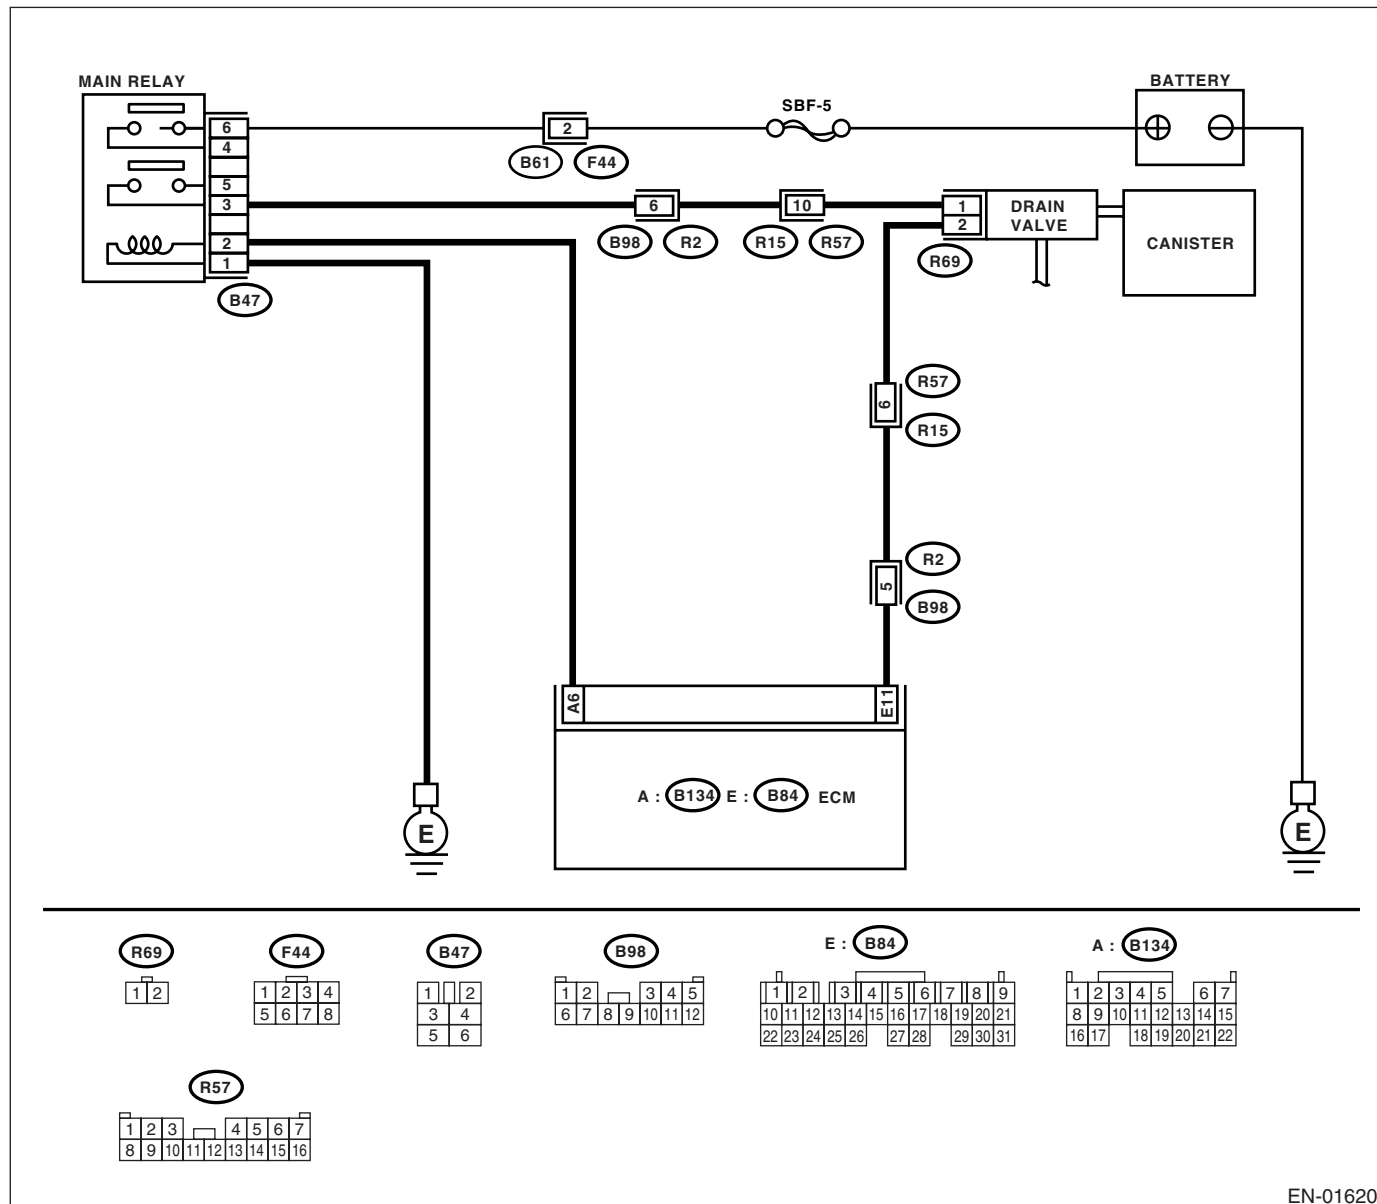 MAIN RELAY
BATTERY
SBF-5
6
4
5
3
2
1
B47
2
B61 F44
6
B98 R2
10
R15 R57
1
2
R69
DRAIN
VALVE
CANISTER
R57
6
R15
R2
5
B98
A6
E11
A : B134 E : B84 ECM
E
E
R69
1 2
F44
1 2 3 4
5 6 7 8
B47
1 2
3 4
5 6
B98
1 2 3 4 5
6 7 8 9 10 11 12
E : B84
1 2 3 4 5 6 7 8 9
10 11 12 13 14 15 16 17 18 19 20 21
22 23 24 25 26 27 28 29 30 31
A : B134
1 2 3 4 5 6 7
8 9 10 11 12 13 14 15
16 17 18 19 20 21 22
R57
1 2 3 4 5 6 7
8 9 10 11 12 13 14 15 16
EN-01620